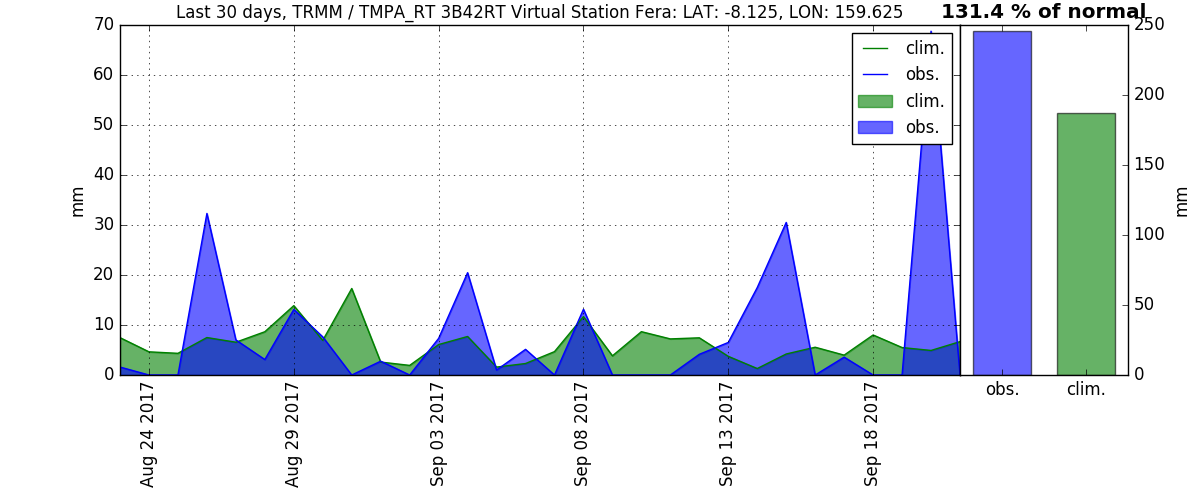 Last 30 days, TRMM / TMPA_RT 3B42RT Virtual Station Fera: LAT: -8.125, LON: 159.625
131.4 % of normal
70
60
50
40
30
20
10
0
mm
clim.
obs.
clim.
obs.
Aug 24 2017
Aug 29 2017
Sep 03 2017
Sep 08 2017
Sep 13 2017
Sep 18 2017
250
200
150
100
50
0
mm
obs.
clim.